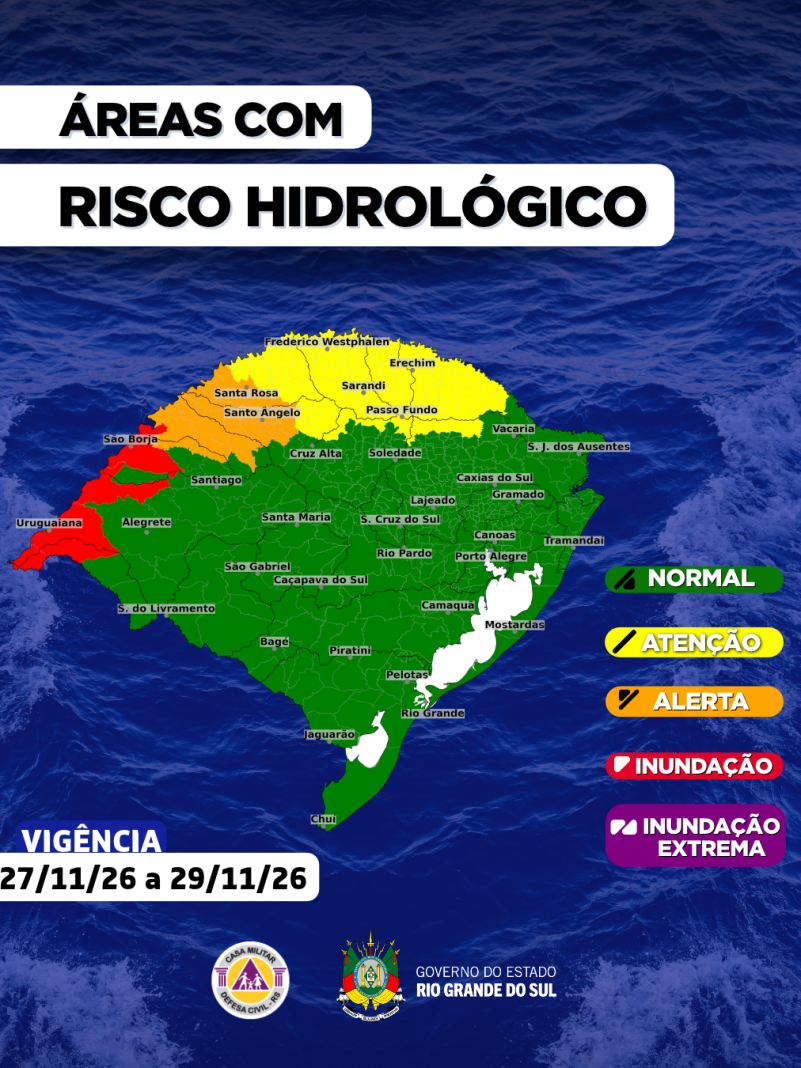 ÁREAS COM
RISCO HIDROLÓGICO
Frederico Westphalen
Erechim
Sarandi
Santa Rosa
Santo Ângelo
Passo Fundo
São Borja
Vacaria
S. J. dos Ausentes
Cruz Alta
Soledade
Santiago
Caxias do Sul
Gramado
Lajeado
Uruguaiana
Alegrete
Santa Maria
S. Cruz do Sul
Canoas
Tramandaí
Rio Pardo
Porto Alegre
São Gabriel
Caçapava do Sul
S. do Livramento
Camaquã
Mostardas
Bagé
Piratini
Pelotas
Rio Grande
Jaguarão
Chuí
NORMAL
ATENÇÃO
ALERTA
INUNDAÇÃO
INUNDAÇÃO
EXTREMA
VIGÊNCIA
27/11/26 a 29/11/26
CASA MILITAR
DEFESA CIVIL - RS
GOVERNO DO ESTADO
RIO GRANDE DO SUL